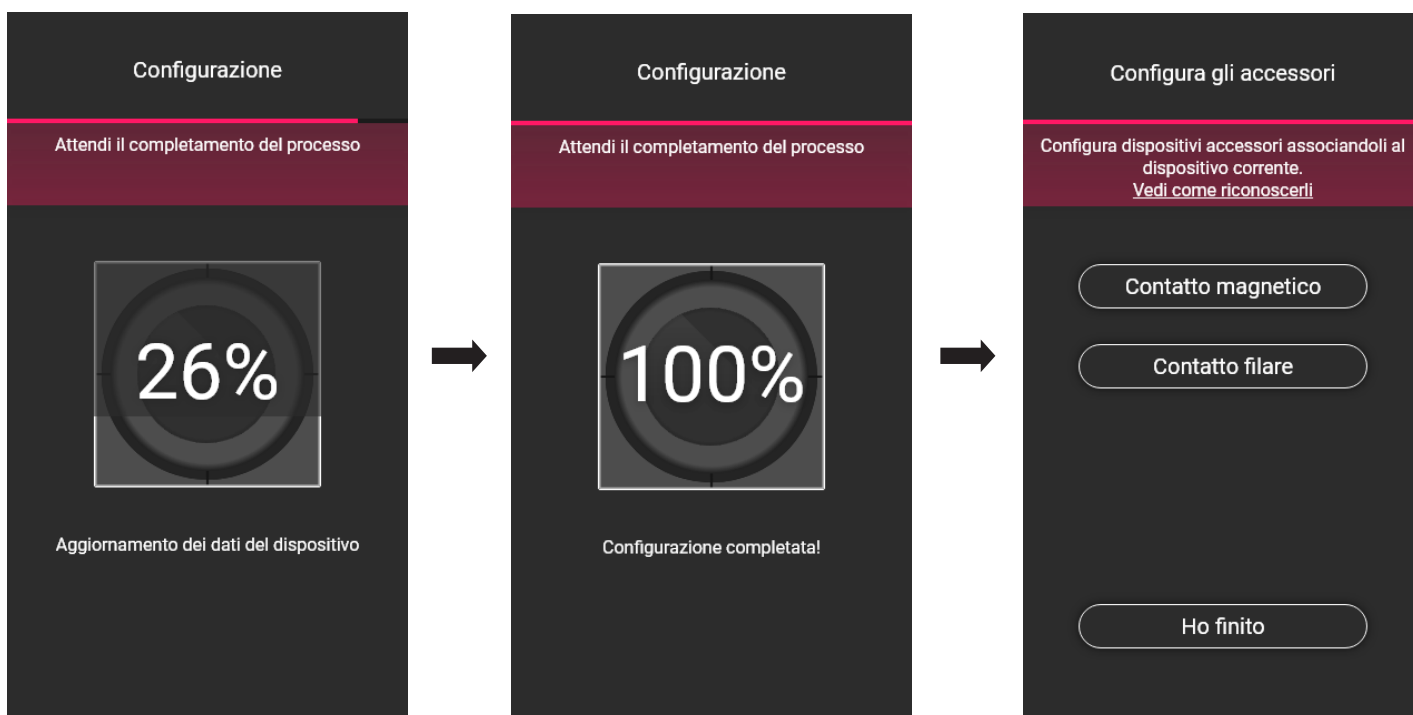 Configurazione
Attendi il completamento del processo
26%
Aggiornamento dei dati del dispositivo
Configurazione
Attendi il completamento del processo
100%
Configurazione completata!
Configura gli accessori
Configura dispositivi accessori associandoli al
dispositivo corrente.
Vedi come riconoscerli
Contatto magnetico
Contatto filare
Ho finito